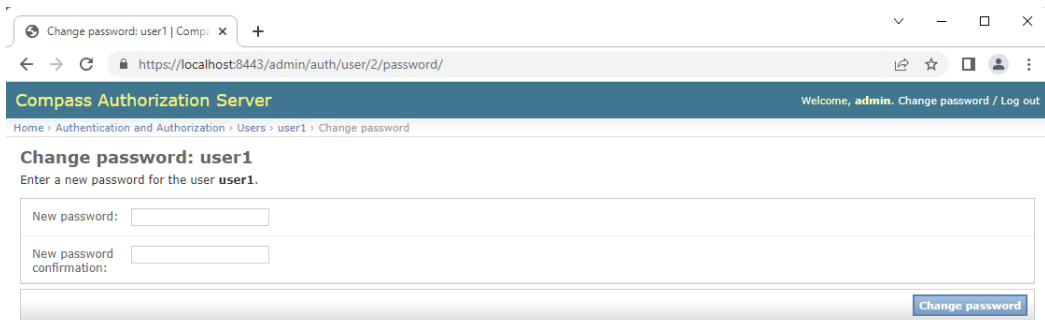 Change password: user1 | Compa
https://localhost:8443/admin/auth/user/2/password/
Compass Authorization Server
Welcome, admin. Change password / Log out
Home › Authentication and Authorization › Users › user1 › Change password
Change password: user1
Enter a new password for the user user1.
New password:
New password
confirmation:
Change password